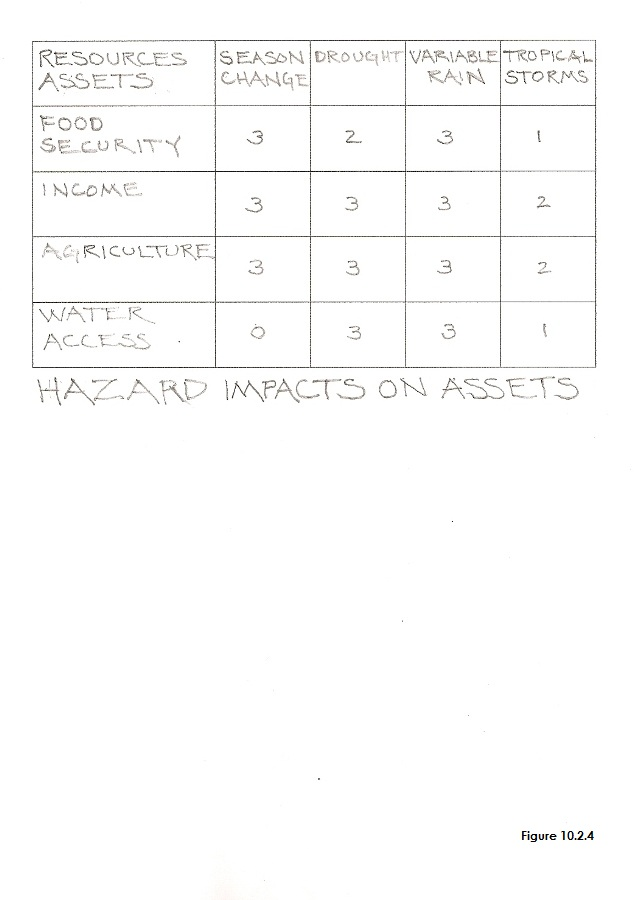 RESOURCES ASSETS SEASON CHANGE DROUGHT VARIABLE RAIN TROPICAL STORMS
FOOD SECURITY 3 2 3 1
INCOME 3 3 3 2
AGRICULTURE 3 3 3 2
WATER ACCESS 0 3 3 1
HAZARD IMPACTS ON ASSETS
Figure 10.2.4